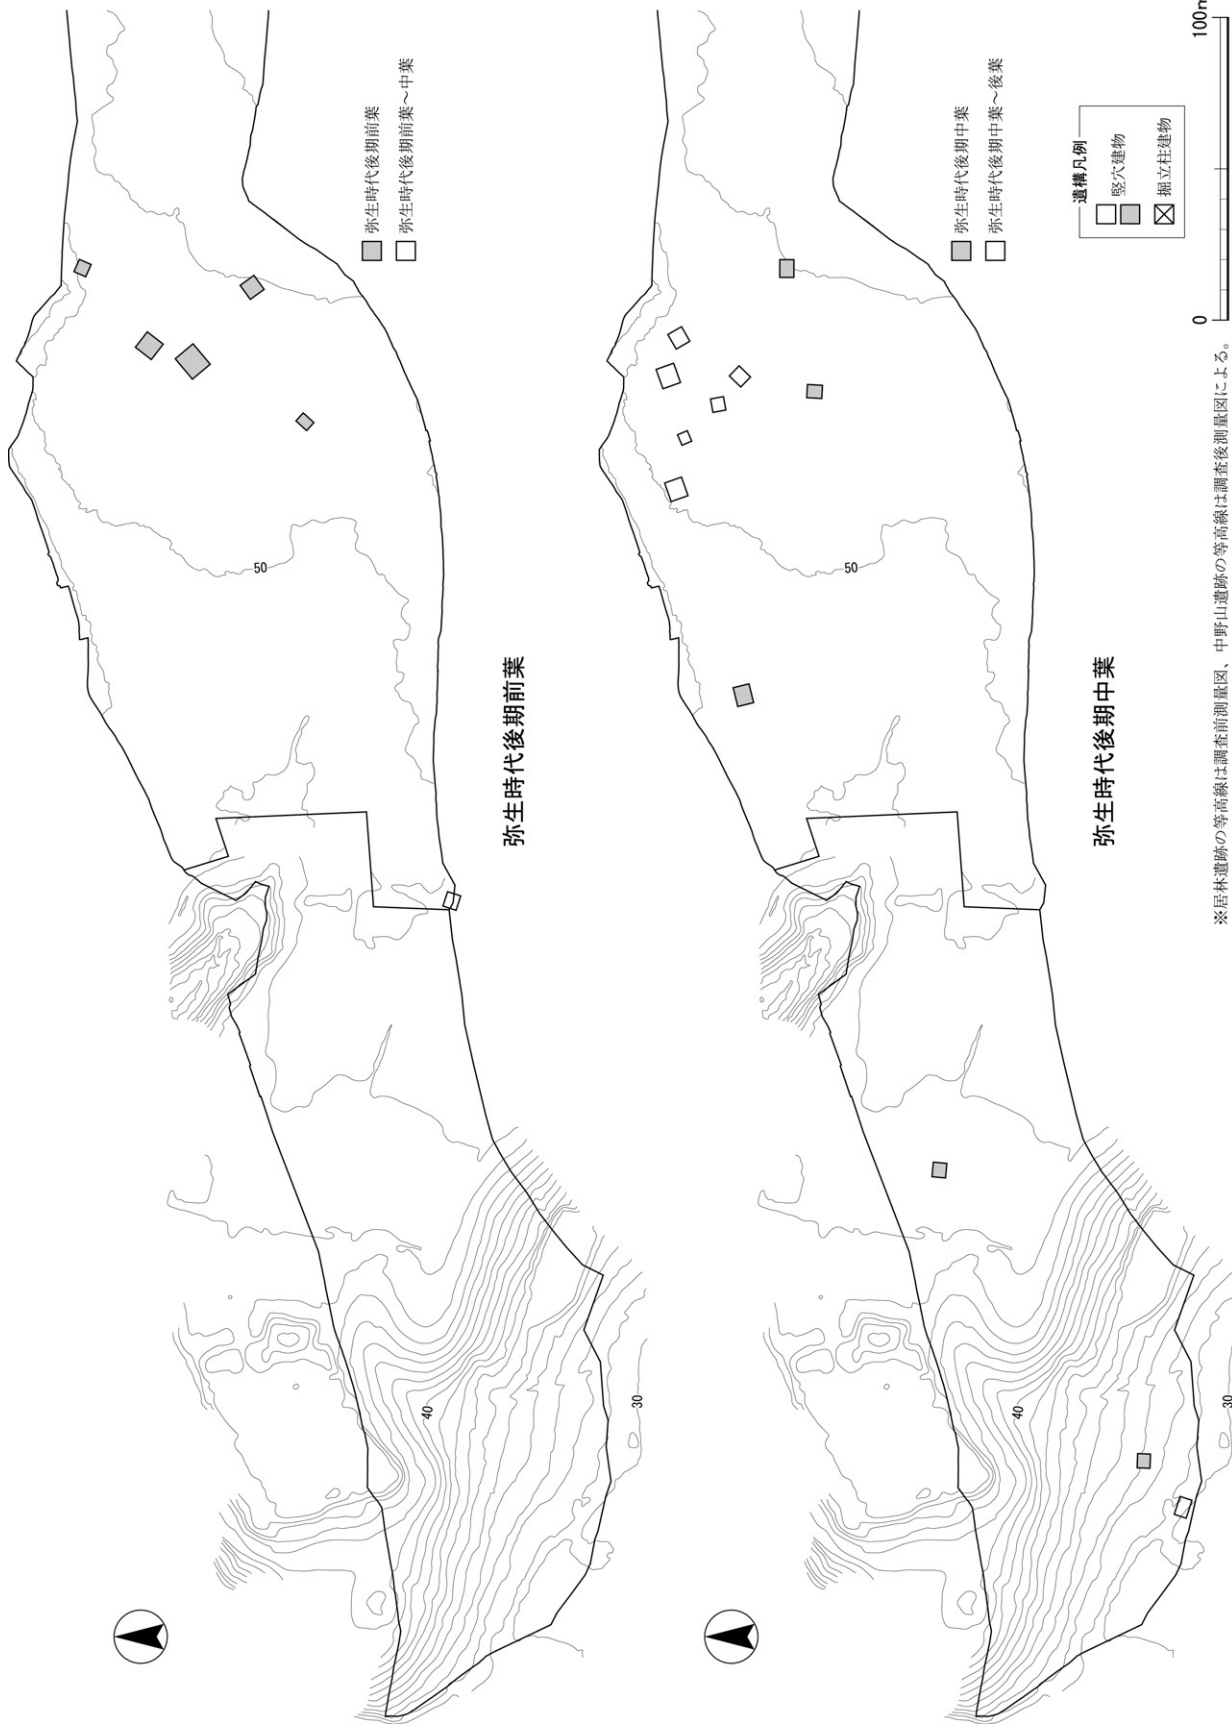 弥生時代後期前葉
弥生時代後期前葉～中葉
50
40
30
弥生時代後期前葉
弥生時代後期中葉
弥生時代後期中葉～後葉
50
40
30
弥生時代後期中葉
遺構凡例
竪穴建物
掘立柱建物
0
100m
※居林遺跡の等高線は調査前測量図、中野山遺跡の等高線は調査後測量図による。